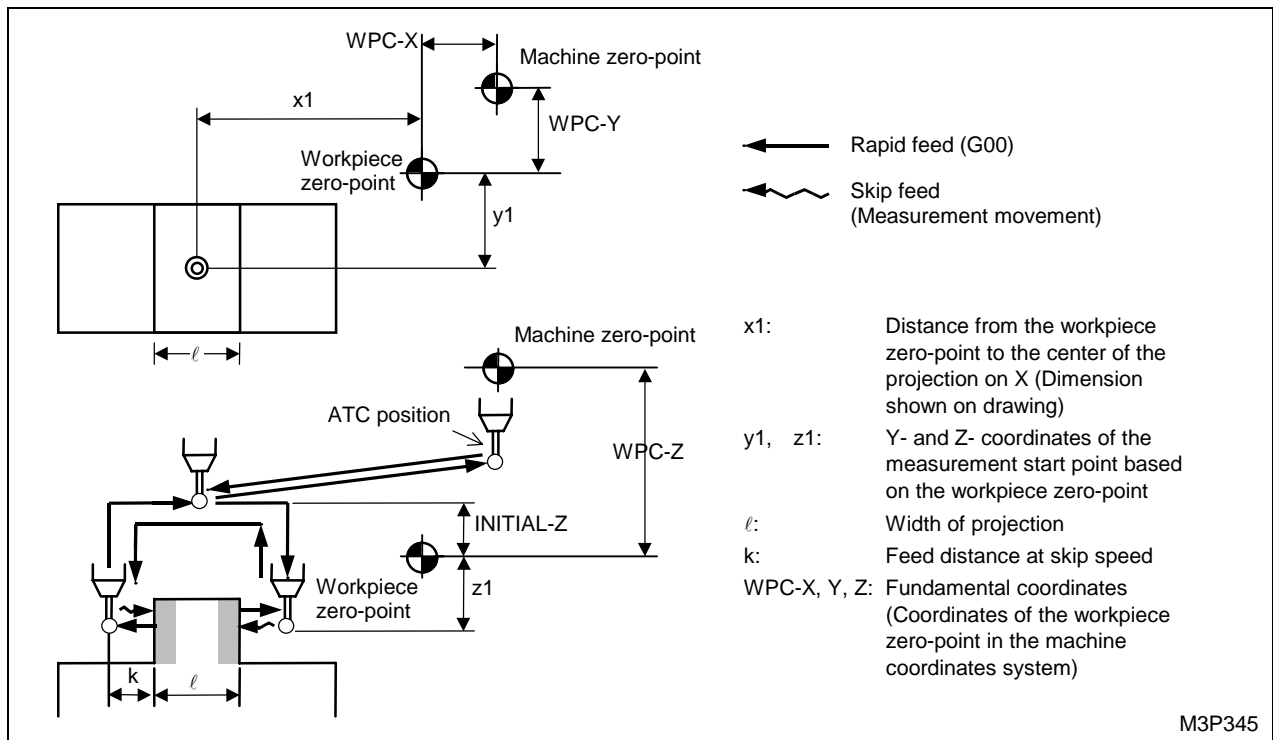 WPC-X
Machine zero-point
x1
WPC-Y
Workpiece
zero-point
y1
ℓ
Rapid feed (G00)
Skip feed
(Measurement movement)
Machine zero-point
ATC position
WPC-Z
INITIAL-Z
Workpiece
zero-point
z1
k
ℓ
x1: Distance from the workpiece
zero-point to the center of the
projection on X (Dimension
shown on drawing)
y1, z1: Y- and Z- coordinates of the
measurement start point based
on the workpiece zero-point
ℓ: Width of projection
k: Feed distance at skip speed
WPC-X, Y, Z: Fundamental coordinates
(Coordinates of the workpiece
zero-point in the machine
coordinates system)
M3P345